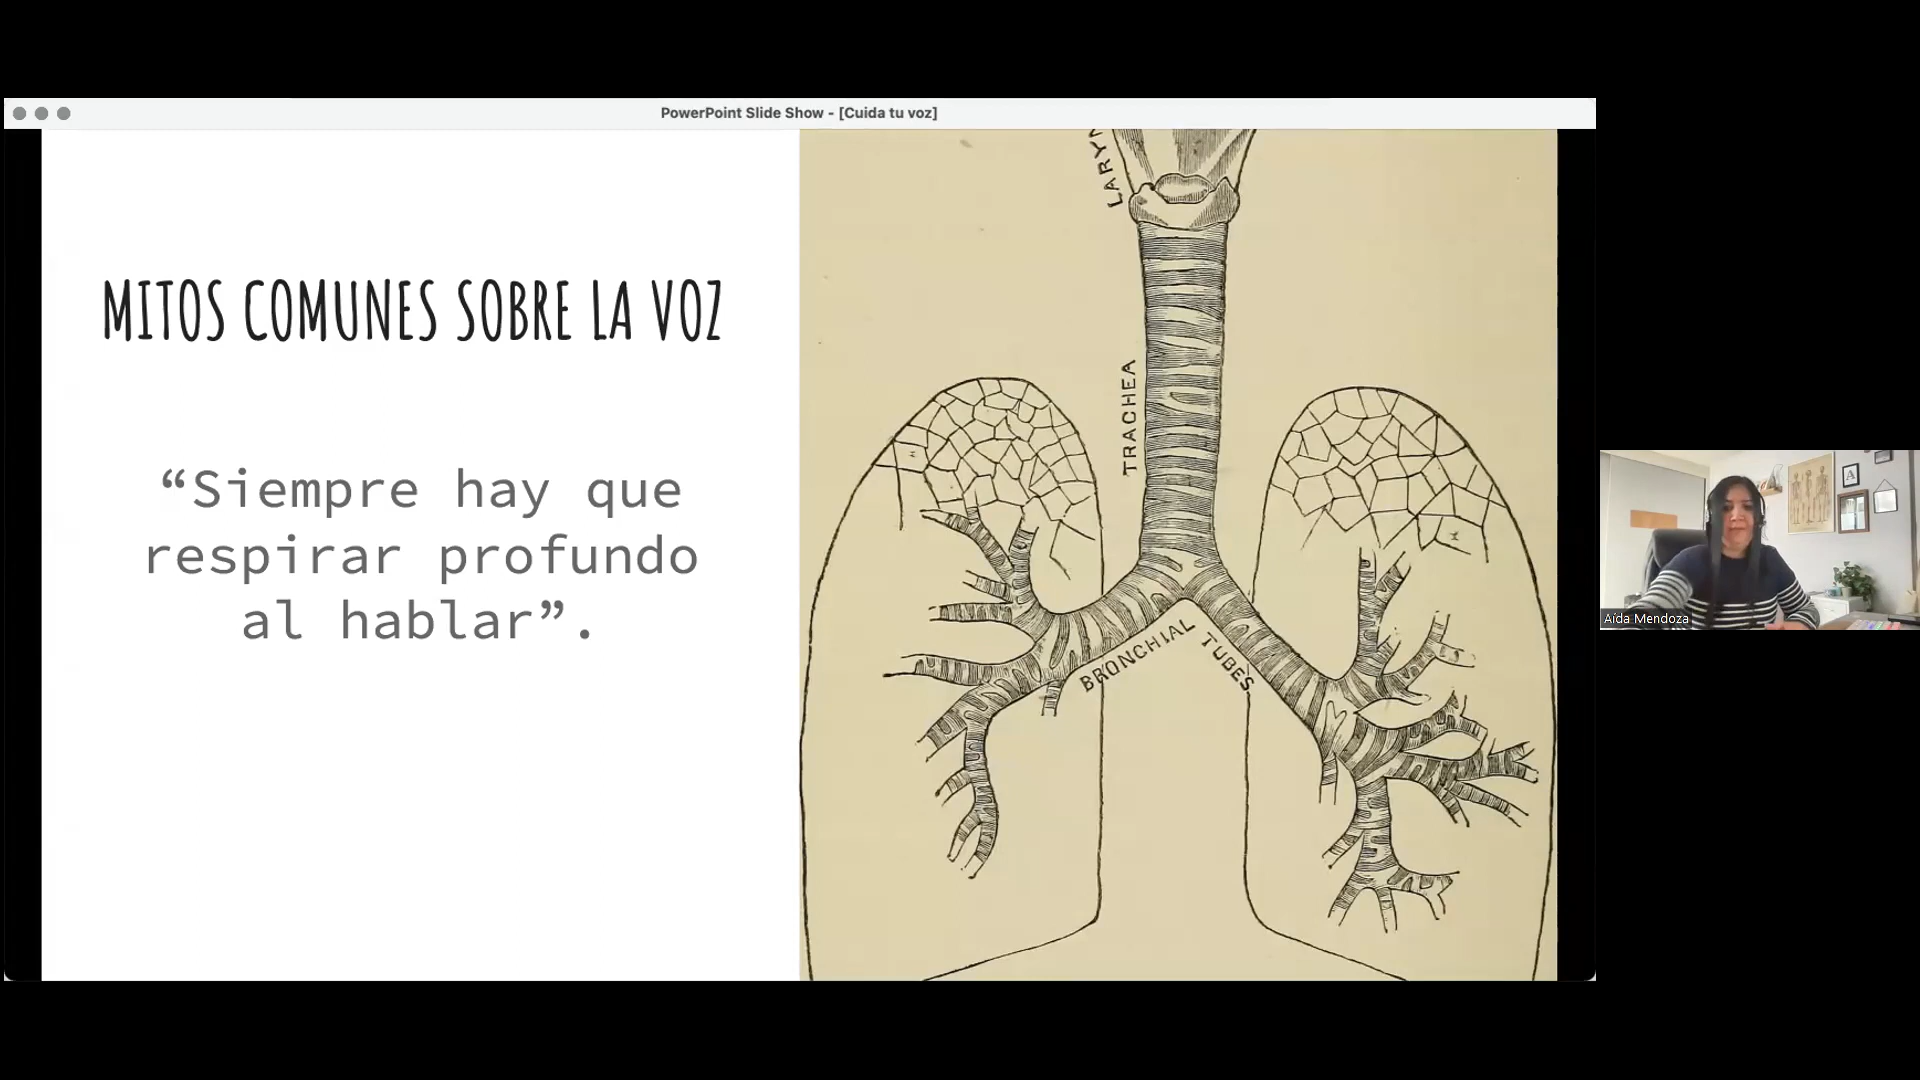 PowerPoint Slide Show - [Cuida tu voz]
MITOS COMUNES SOBRE LA VOZ
“Siempre hay que
respirar profundo
al hablar”.
TRACHEA
BRONCHIAL TUBES
Aída Mendoza
A